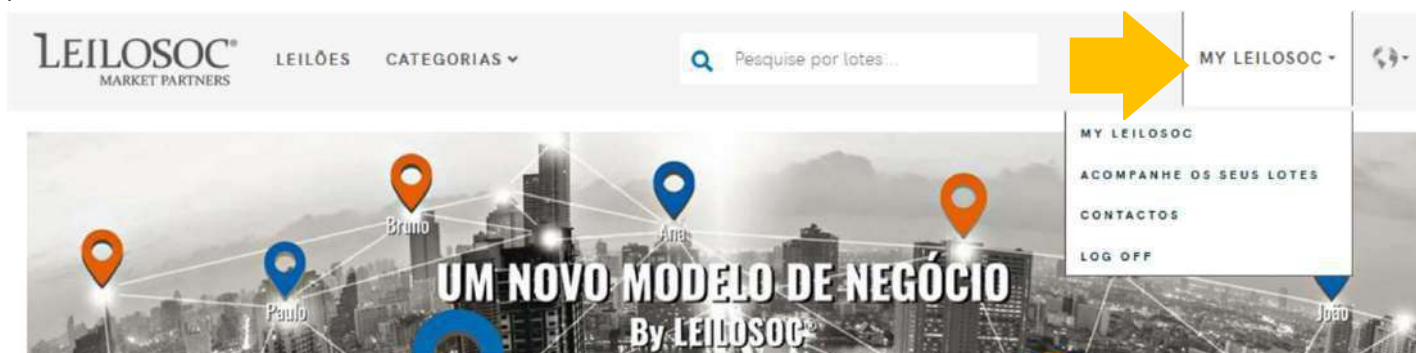 LEILOSOC®
MARKET PARTNERS
LEILÕES
CATEGORIAS
Pesquise por lotes...
MY LEILOSOC
MY LEILOSOC
ACOMPANHE OS SEUS LOTES
CONTACTOS
LOG OFF
Bruno
Ana
Paulo
João
UM NOVO MODELO DE NEGÓCIO
By LEILOSOC®